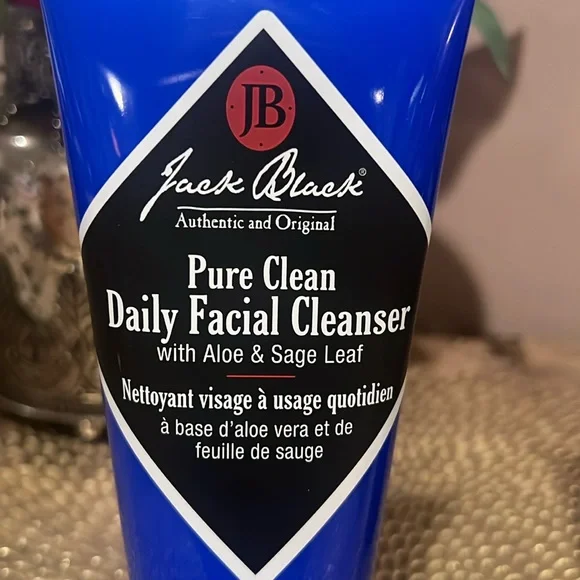 JB
Jack Black®
Authentic and Original
Pure Clean
Daily Facial Cleanser
with Aloe & Sage Leaf
Nettoyant visage à usage quotidien
à base d'aloe vera et de
feuille de sauge